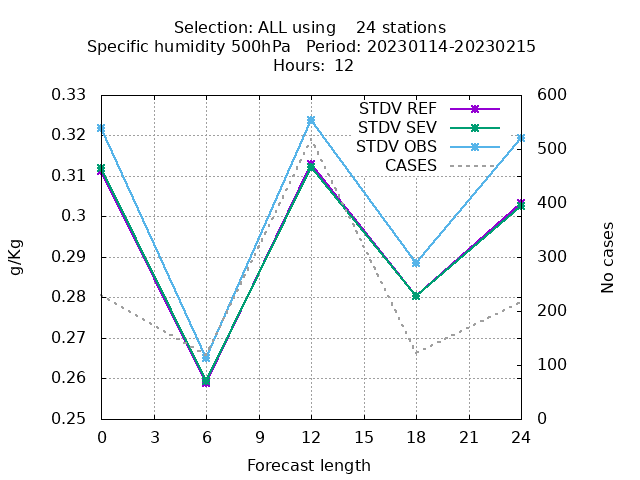 Selection: ALL using    24 stations
Specific humidity 500hPa   Period: 20230114-20230215
Hours: 12
0.33
0.32
0.31
0.3
0.29
0.28
0.27
0.26
0.25
g/Kg
STDV REF
STDV SEV
STDV OBS
CASES
600
500
400
300
200
100
0
No cases
0 3 6 9 12 15 18 21 24
Forecast length